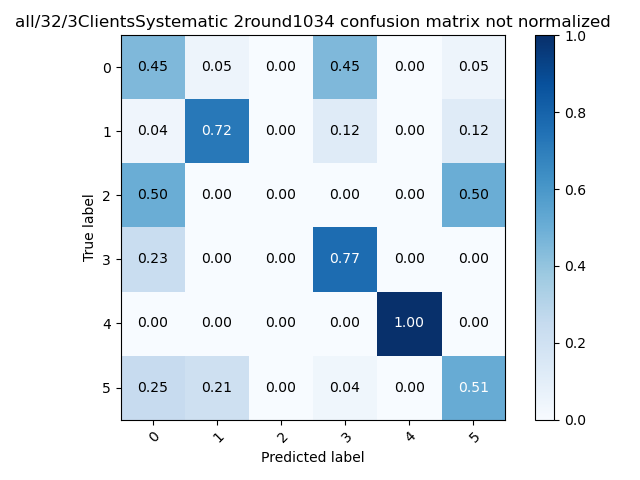 all/32/3ClientsSystematic 2round1034 confusion matrix not normalized
True label
0 0.45 0.05 0.00 0.45 0.00 0.05
1 0.04 0.72 0.00 0.12 0.00 0.12
2 0.50 0.00 0.00 0.00 0.00 0.50
3 0.23 0.00 0.00 0.77 0.00 0.00
4 0.00 0.00 0.00 0.00 1.00 0.00
5 0.25 0.21 0.00 0.04 0.00 0.51
0 1 2 3 4 5
Predicted label
1.0
0.8
0.6
0.4
0.2
0.0